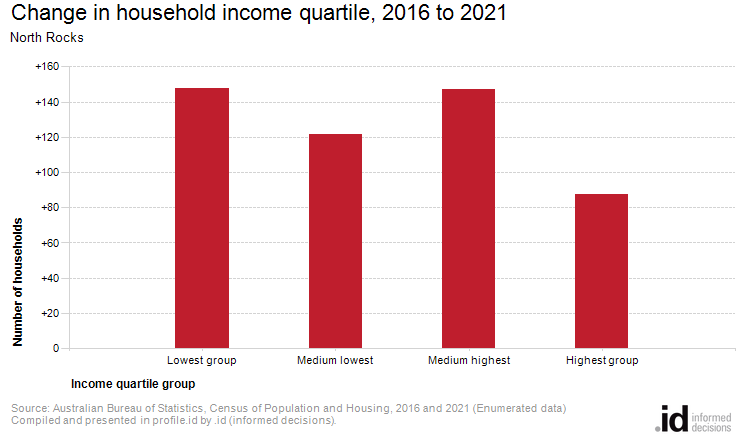 Change in household income quartile, 2016 to 2021
North Rocks
+160
+140
+120
+100
+80
+60
+40
+20
0
Number of households
Lowest group Medium lowest Medium highest Highest group
Income quartile group
Source: Australian Bureau of Statistics, Census of Population and Housing, 2016 and 2021 (Enumerated data)
Compiled and presented in profile.id by .id (informed decisions).
.id informed
decisions